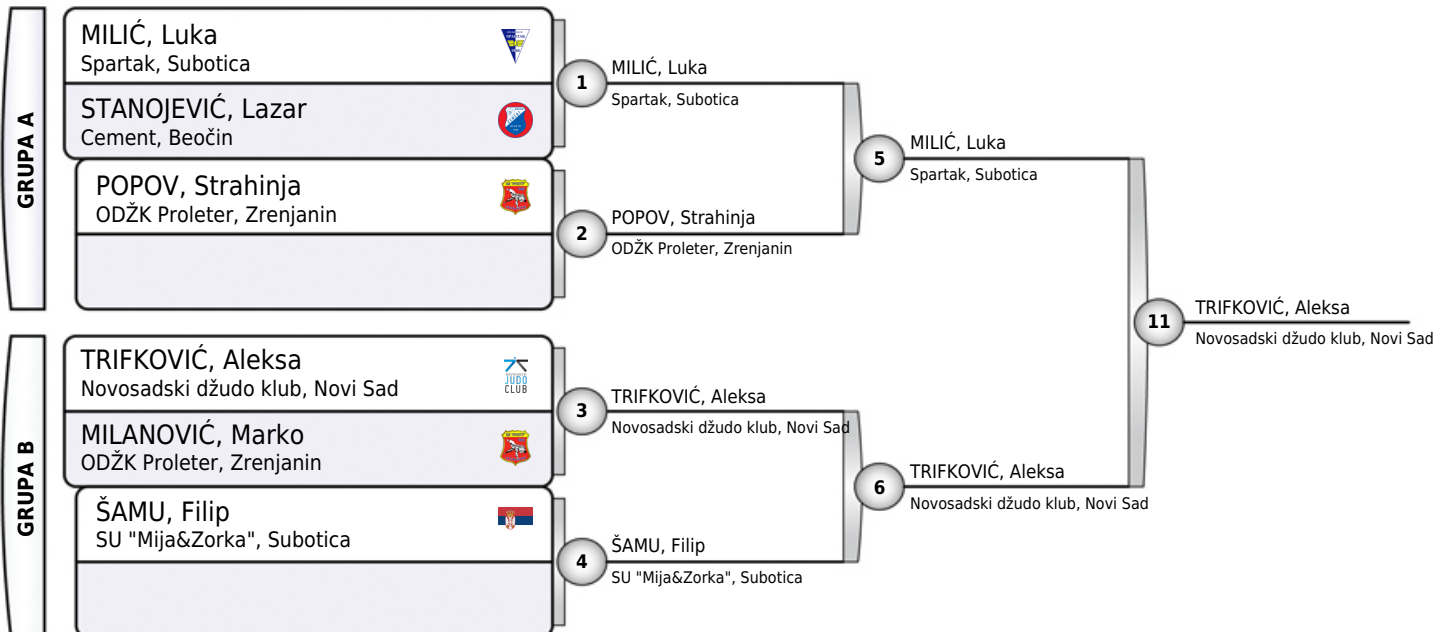 GRUPA A
MILIĆ, Luka
Spartak, Subotica
STANOJEVIĆ, Lazar
Cement, Beočin
POPOV, Strahinja
ODŽK Proleter, Zrenjanin
1
MILIĆ, Luka
Spartak, Subotica
2
POPOV, Strahinja
ODŽK Proleter, Zrenjanin
5
MILIĆ, Luka
Spartak, Subotica
GRUPA B
TRIFKOVIĆ, Aleksa
Novosadski džudo klub, Novi Sad
JUDO
CLUB
MILANOVIĆ, Marko
ODŽK Proleter, Zrenjanin
ŠAMU, Filip
SU "Mija&Zorka", Subotica
3
TRIFKOVIĆ, Aleksa
Novosadski džudo klub, Novi Sad
4
ŠAMU, Filip
SU "Mija&Zorka", Subotica
6
TRIFKOVIĆ, Aleksa
Novosadski džudo klub, Novi Sad
11
TRIFKOVIĆ, Aleksa
Novosadski džudo klub, Novi Sad